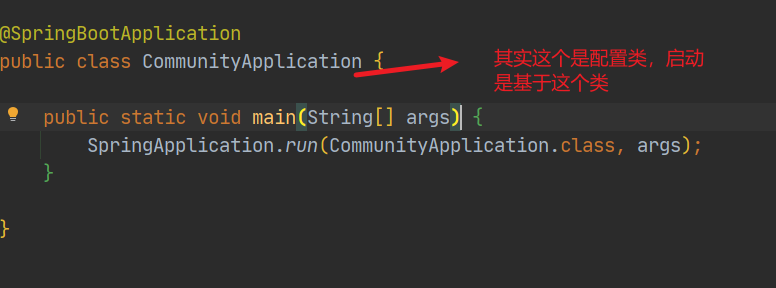 @SpringBootApplication
public class CommunityApplication {
其实这个是配置类，启动
是基于这个类
public static void main(String[] args) {
SpringApplication.run(CommunityApplication.class, args);
}
}